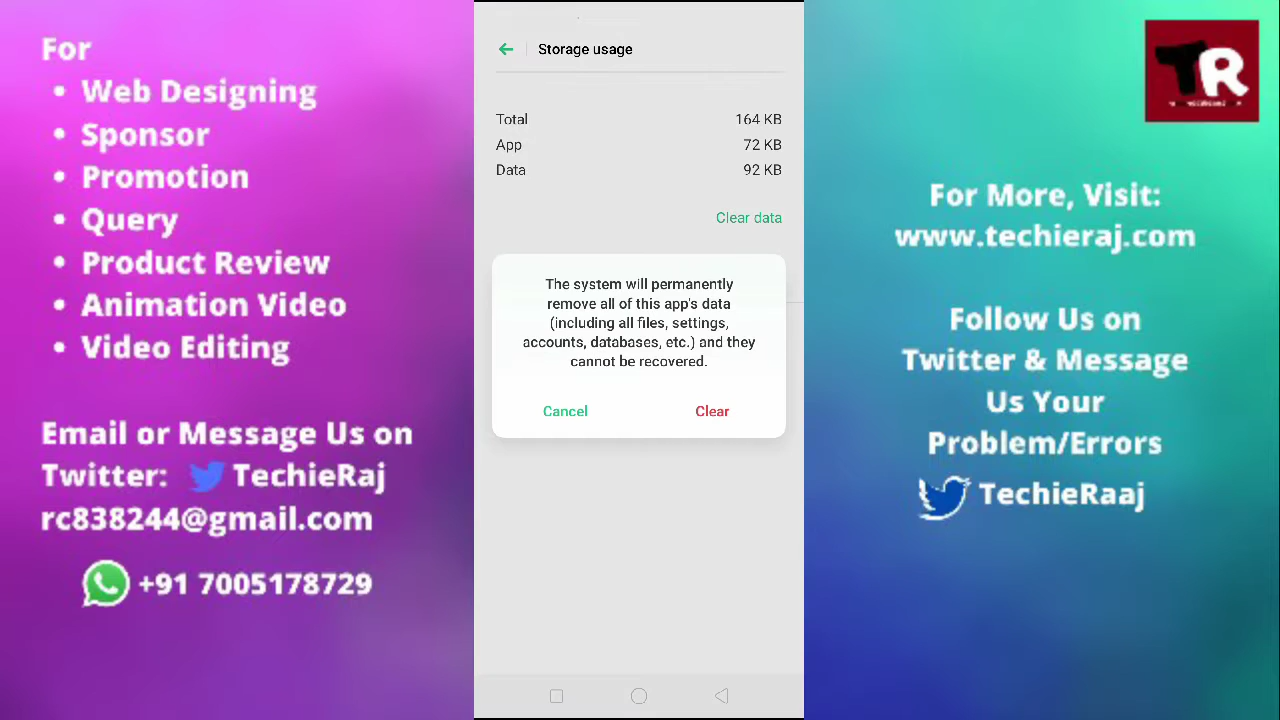 For
• Web Designing
• Sponsor
• Promotion
• Query
• Product Review
• Animation Video
• Video Editing
Email or Message Us on
Twitter: TechieRaj
rc838244@gmail.com
+91 7005178729
Storage usage
Total 164 KB
App 72 KB
Data 92 KB
Clear data
The system will permanently
remove all of this app's data
(including all files, settings,
accounts, databases, etc.) and they
cannot be recovered.
Cancel Clear
TR
For More, Visit:
www.techieraj.com
Follow Us on
Twitter & Message
Us Your
Problem/Errors
TechieRaaj